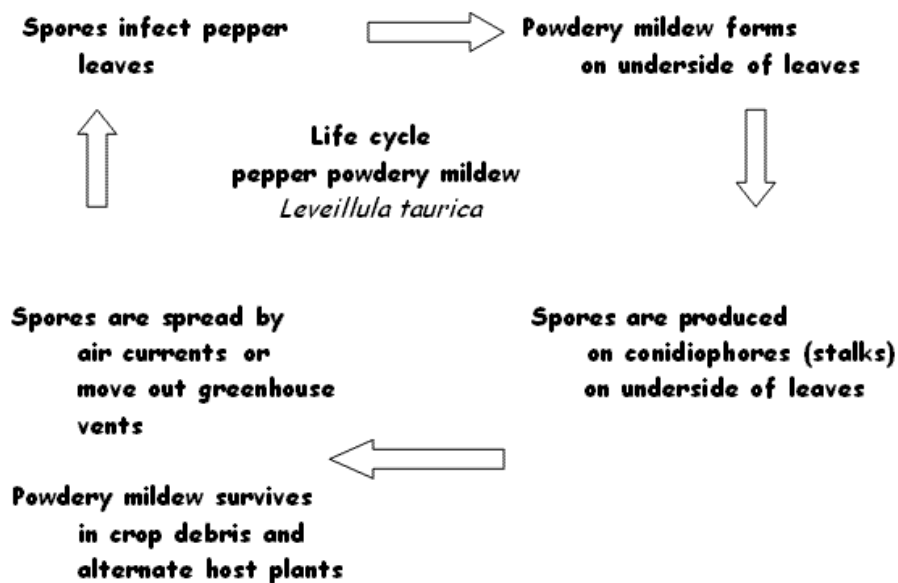 Spores infect pepper
leaves
Powdery mildew forms
on underside of leaves
Life cycle
pepper powdery mildew
Leveillula taurica
Spores are produced
on conidiophores (stalks)
on underside of leaves
Spores are spread by
air currents or
move out greenhouse
vents
Powdery mildew survives
in crop debris and
alternate host plants